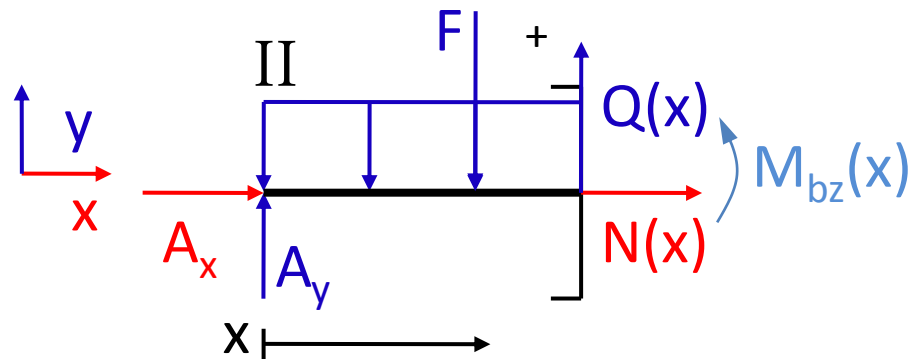 F
+
II
Q(x)
y
M_bz(x)
x
A_x
N(x)
A_y
x